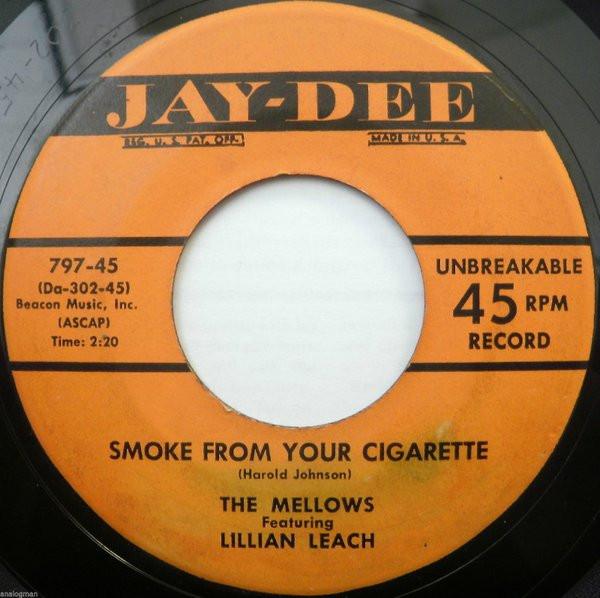 JAY-DEE
REG. U. S. PAT. OFF.
MADE IN U. S. A.
797-45
(Da-302-45)
Beacon Music, Inc.
(ASCAP)
Time: 2:20
UNBREAKABLE
45 RPM
RECORD
SMOKE FROM YOUR CIGARETTE
(Harold Johnson)
THE MELLOWS
Featuring
LILLIAN LEACH
analogman